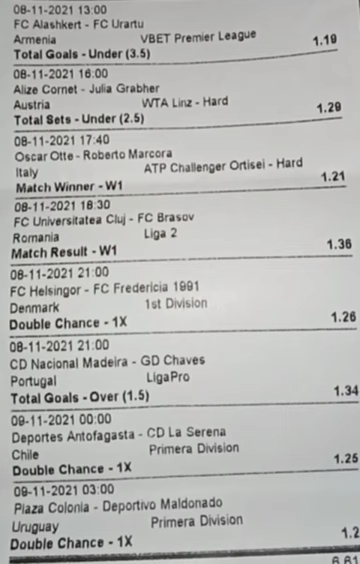 08-11-2021 13:00
FC Alashkert - FC Urartu
Armenia VBET Premier League
Total Goals - Under (3.5) 1.19
08-11-2021 16:00
Alize Cornet - Julia Grabher
Austria WTA Linz - Hard
Total Sets - Under (2.5) 1.29
08-11-2021 17:40
Oscar Otte - Roberto Marcora
Italy ATP Challenger Ortisei - Hard
Match Winner - W1 1.21
08-11-2021 18:30
FC Universitatea Cluj - FC Brasov
Romania Liga 2
Match Result - W1 1.36
08-11-2021 21:00
FC Helsingor - FC Fredericia 1991
Denmark 1st Division
Double Chance - 1X 1.26
08-11-2021 21:00
CD Nacional Madeira - GD Chaves
Portugal LigaPro
Total Goals - Over (1.5) 1.34
09-11-2021 00:00
Deportes Antofagasta - CD La Serena
Chile Primera Division
Double Chance - 1X 1.25
09-11-2021 03:00
Plaza Colonia - Deportivo Maldonado
Uruguay Primera Division
Double Chance - 1X 1.2